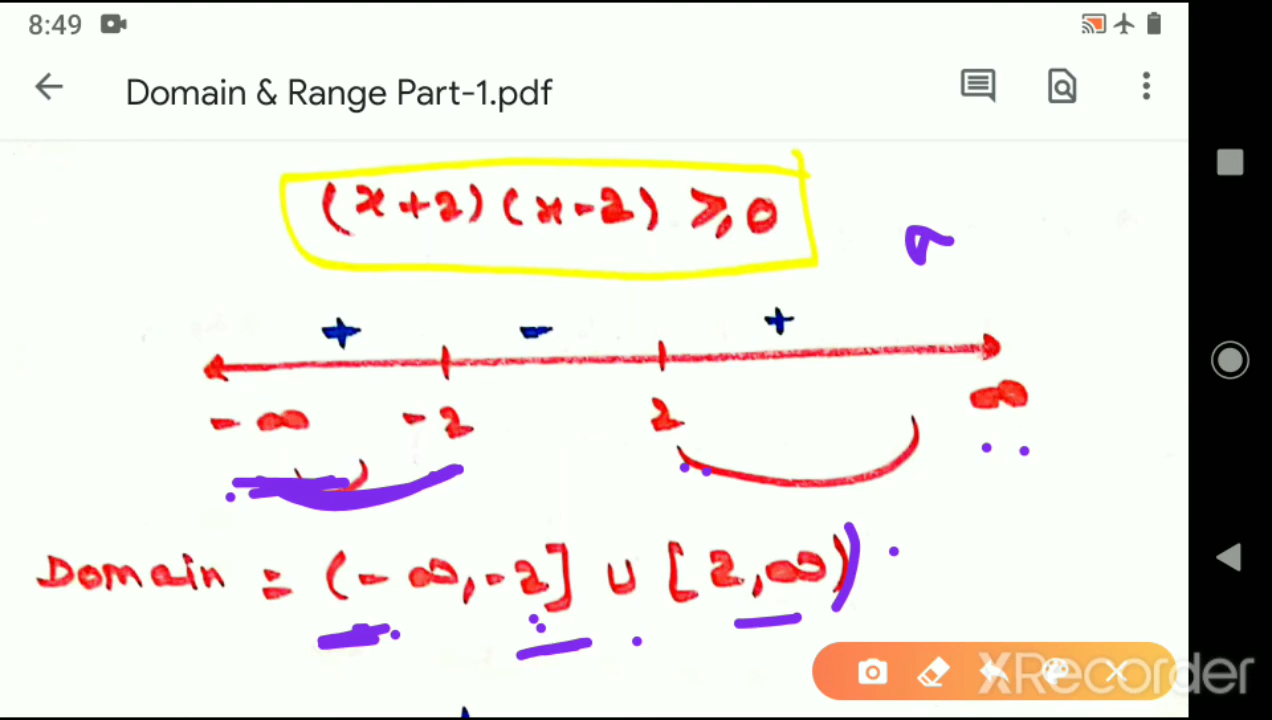 8:49
Domain & Range Part-1.pdf
(x+2)(x-2) ≥ 0
+ - +
-∞ -2 2 ∞
Domain = (-∞,-2] ∪ [2,∞)
XRecorder